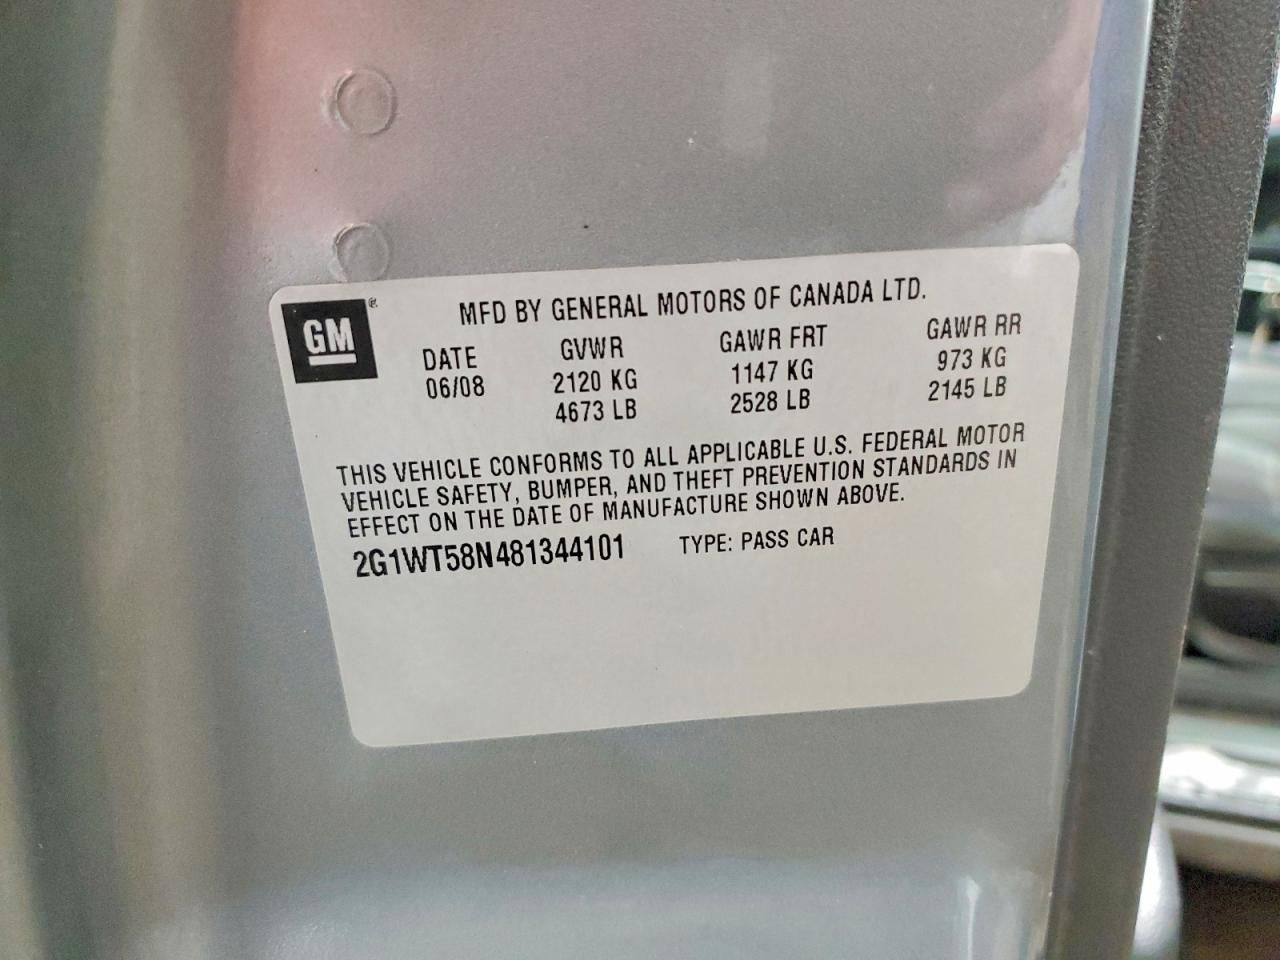 GM®
MFD BY GENERAL MOTORS OF CANADA LTD.
DATE GVWR GAWR FRT GAWR RR
06/08 2120 KG 1147 KG 973 KG
4673 LB 2528 LB 2145 LB
THIS VEHICLE CONFORMS TO ALL APPLICABLE U.S. FEDERAL MOTOR
VEHICLE SAFETY, BUMPER, AND THEFT PREVENTION STANDARDS IN
EFFECT ON THE DATE OF MANUFACTURE SHOWN ABOVE.
2G1WT58N481344101 TYPE: PASS CAR